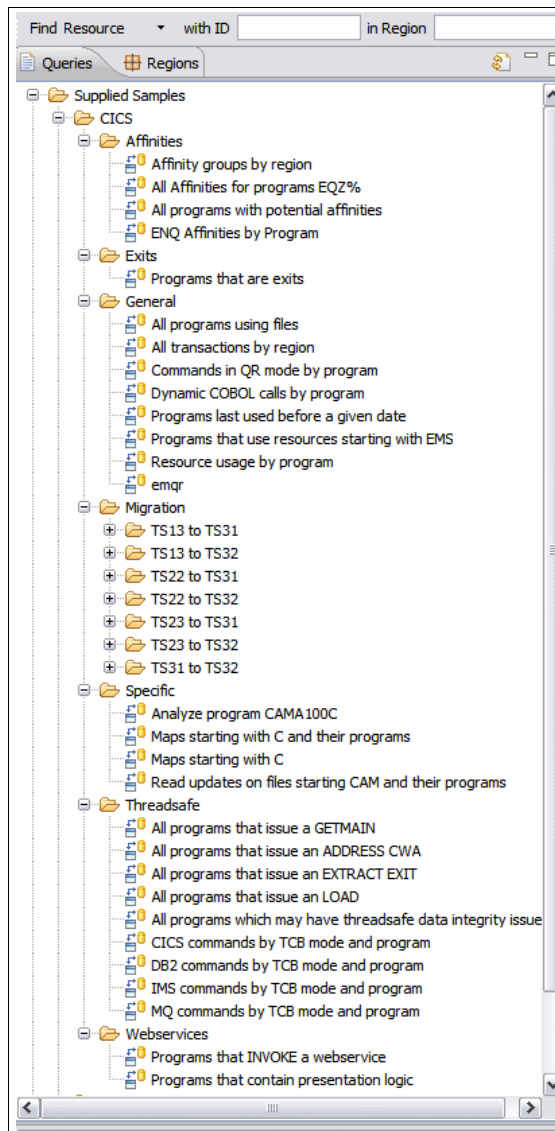 Find Resource with ID in Region
Queries Regions
Supplied Samples
CICS
Affinities
Affinity groups by region
All Affinities for programs EQZ%
All programs with potential affinities
ENQ Affinities by Program
Exits
Programs that are exits
General
All programs using files
All transactions by region
Commands in QR mode by program
Dynamic COBOL calls by program
Programs last used before a given date
Programs that use resources starting with EMS
Resource usage by program
emqr
Migration
TS13 to TS31
TS13 to TS32
TS22 to TS31
TS22 to TS32
TS23 to TS31
TS23 to TS32
TS31 to TS32
Specific
Analyze program CAMA100C
Maps starting with C and their programs
Maps starting with C
Read updates on files starting CAM and their programs
Threadsafe
All programs that issue a GETMAIN
All programs that issue an ADDRESS CWA
All programs that issue an EXTRACT EXIT
All programs that issue an LOAD
All programs which may have threadsafe data integrity issue
CICS commands by TCB mode and program
DB2 commands by TCB mode and program
IMS commands by TCB mode and program
MQ commands by TCB mode and program
Webservices
Programs that INVOKE a webservice
Programs that contain presentation logic